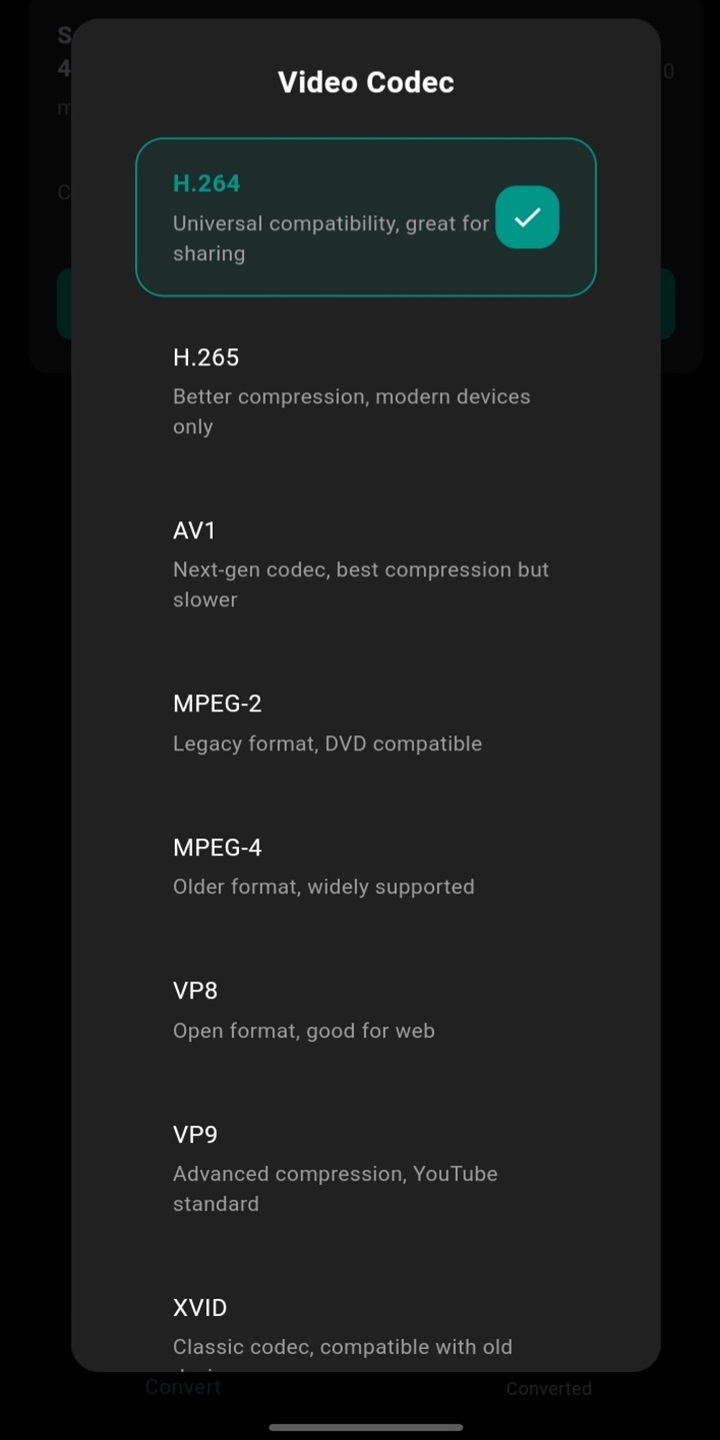 S
4
0
m
C
Video Codec
H.264
Universal compatibility, great for
sharing
H.265
Better compression, modern devices
only
AV1
Next-gen codec, best compression but
slower
MPEG-2
Legacy format, DVD compatible
MPEG-4
Older format, widely supported
VP8
Open format, good for web
VP9
Advanced compression, YouTube
standard
XVID
Classic codec, compatible with old
Convert
Converted